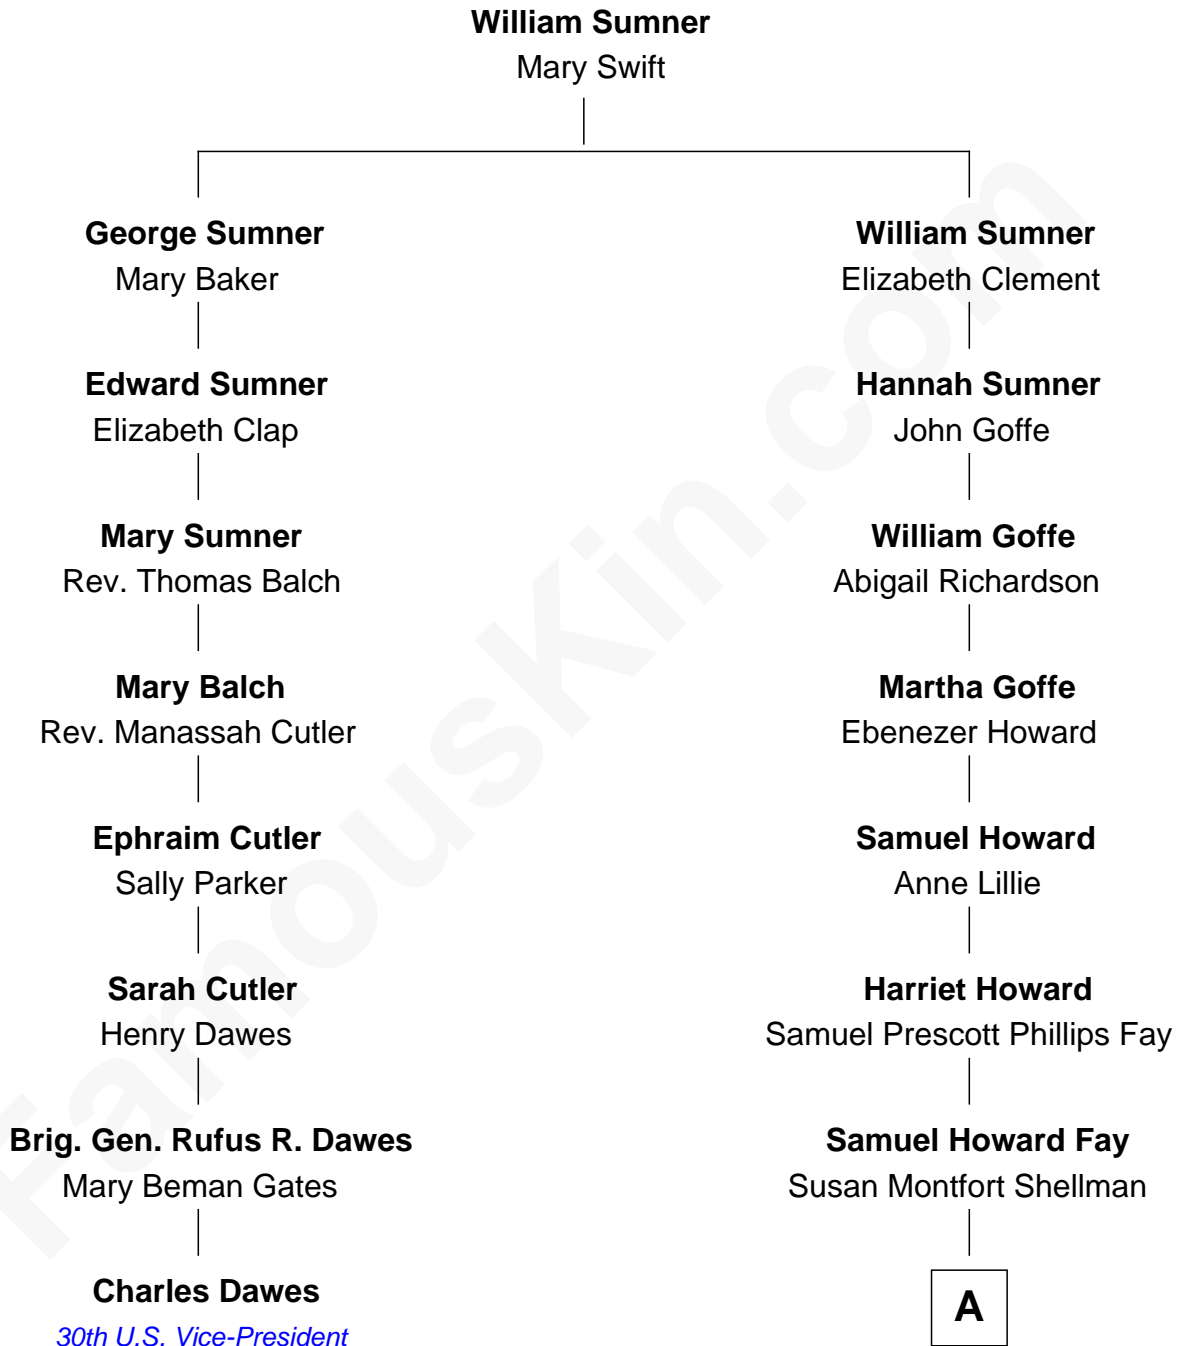 William Sumner
Mary Swift
George Sumner
Mary Baker
William Sumner
Elizabeth Clement
Edward Sumner
Elizabeth Clap
Hannah Sumner
John Goffe
Mary Sumner
Rev. Thomas Balch
William Goffe
Abigail Richardson
Mary Balch
Rev. Manassah Cutler
Martha Goffe
Ebenezer Howard
Ephraim Cutler
Sally Parker
Samuel Howard
Anne Lillie
Sarah Cutler
Henry Dawes
Harriet Howard
Samuel Prescott Phillips Fay
Brig. Gen. Rufus R. Dawes
Mary Beman Gates
Samuel Howard Fay
Susan Montfort Shellman
Charles Dawes
30th U.S. Vice-President
A
FamousKin.com